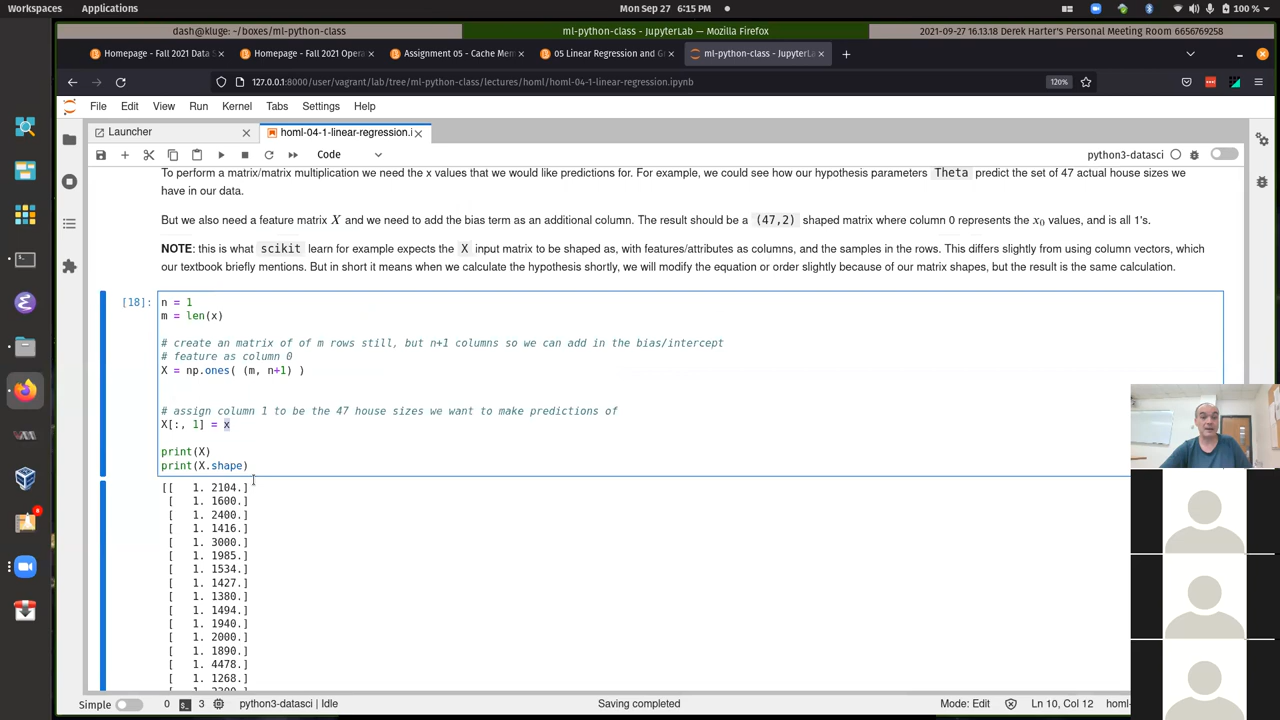 Workspaces Applications Mon Sep 27 6:15 PM 100 %
dash@kluge: ~/boxes/ml-python-class ml-python-class - JupyterLab — Mozilla Firefox 2021-09-27 16.13.18 Derek Harter's Personal Meeting Room 6656769258
Homepage - Fall 2021 Data S Homepage - Fall 2021 Opera Assignment 05 - Cache Mem 05 Linear Regression and Gr ml-python-class - JupyterLa
127.0.0.1:8000/user/vagrant/lab/tree/ml-python-class/lectures/homl/homl-04-1-linear-regression.ipynb 120%
File Edit View Run Kernel Tabs Settings Help
Launcher homl-04-1-linear-regression.i
Code python3-datasci
To perform a matrix/matrix multiplication we need the x values that we would like predictions for. For example, we could see how our hypothesis parameters Theta predict the set of 47 actual house sizes we
have in our data.
But we also need a feature matrix X and we need to add the bias term as an additional column. The result should be a (47,2) shaped matrix where column 0 represents the x₀ values, and is all 1's.
NOTE: this is what scikit learn for example expects the X input matrix to be shaped as, with features/attributes as columns, and the samples in the rows. This differs slightly from using column vectors, which
our textbook briefly mentions. But in short it means when we calculate the hypothesis shortly, we will modify the equation or order slightly because of our matrix shapes, but the result is the same calculation.
[18]: n = 1
m = len(x)
# create an matrix of of m rows still, but n+1 columns so we can add in the bias/intercept
# feature as column 0
X = np.ones( (m, n+1) )
# assign column 1 to be the 47 house sizes we want to make predictions of
X[:, 1] = x
print(X)
print(X.shape)
[[ 1. 2104.]
[ 1. 1600.]
[ 1. 2400.]
[ 1. 1416.]
[ 1. 3000.]
[ 1. 1985.]
[ 1. 1534.]
[ 1. 1427.]
[ 1. 1380.]
[ 1. 1494.]
[ 1. 1940.]
[ 1. 2000.]
[ 1. 1890.]
[ 1. 4478.]
[ 1. 1268.]
Simple 0 3 python3-datasci | Idle Saving completed Mode: Edit Ln 10, Col 12